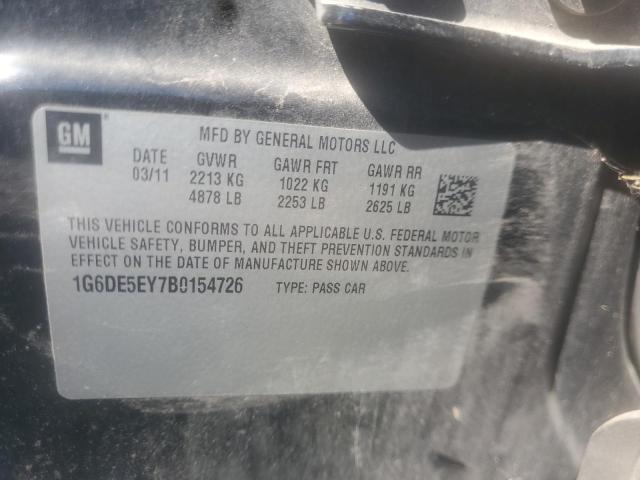 GM
MFD BY GENERAL MOTORS LLC
DATE GVWR GAWR FRT GAWR RR
03/11 2213 KG 1022 KG 1191 KG
4878 LB 2253 LB 2625 LB
THIS VEHICLE CONFORMS TO ALL APPLICABLE U.S. FEDERAL MOTOR
VEHICLE SAFETY, BUMPER, AND THEFT PREVENTION STANDARDS IN
EFFECT ON THE DATE OF MANUFACTURE SHOWN ABOVE.
1G6DE5EY7B0154726 TYPE: PASS CAR